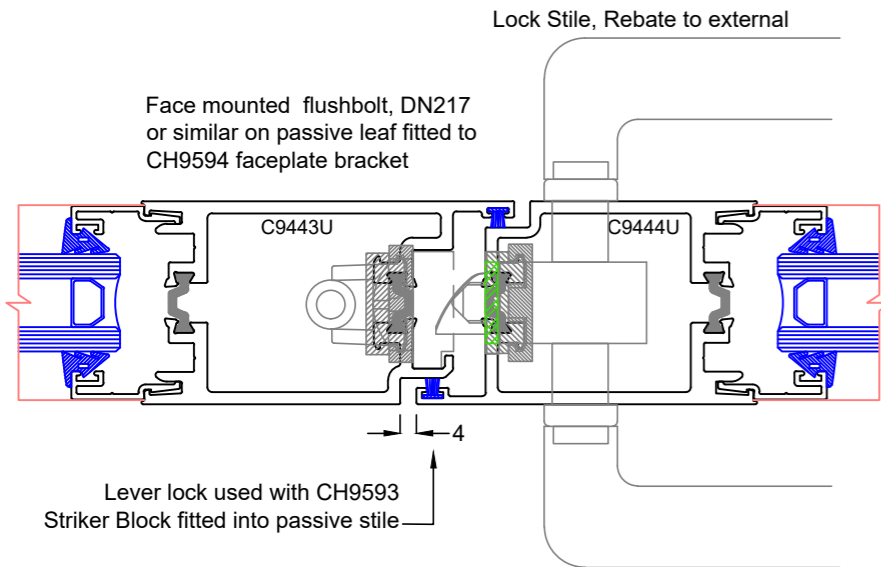 Lock Stile, Rebate to external
Face mounted flushbolt, DN217
or similar on passive leaf fitted to
CH9594 faceplate bracket
C9443U
C9444U
4
Lever lock used with CH9593
Striker Block fitted into passive stile